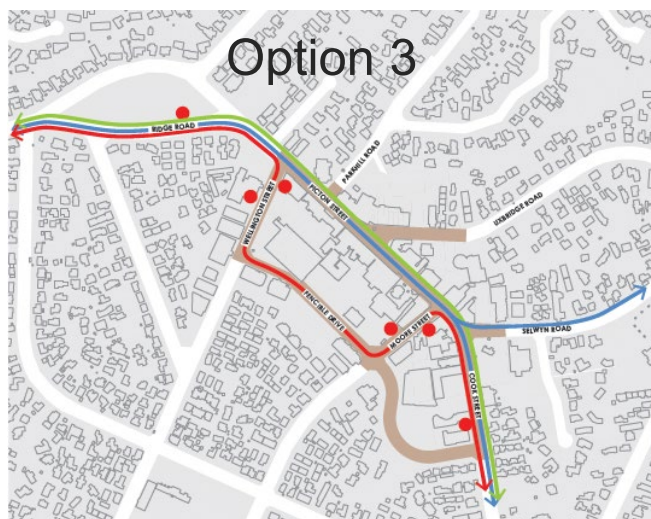 Option 3
RIDGE ROAD
PARKHILL ROAD
PICTON STREET
WELLINGTON STREET
UXBRIDGE ROAD
FENCIBLE DRIVE
MOORE STREET
SELWYN ROAD
COOK STREET